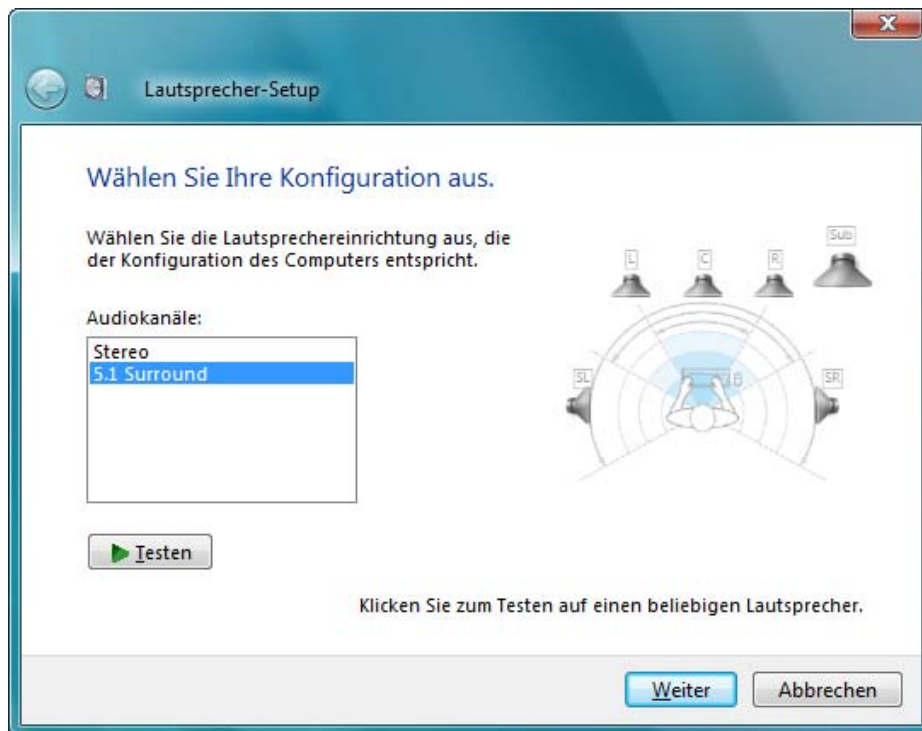 Lautsprecher-Setup
Wählen Sie Ihre Konfiguration aus.
Wählen Sie die Lautsprechereinrichtung aus, die
der Konfiguration des Computers entspricht.
Audiokanäle:
Stereo
5.1 Surround
Sub
L
C
R
SL
SR
Testen
Klicken Sie zum Testen auf einen beliebigen Lautsprecher.
Weiter
Abbrechen